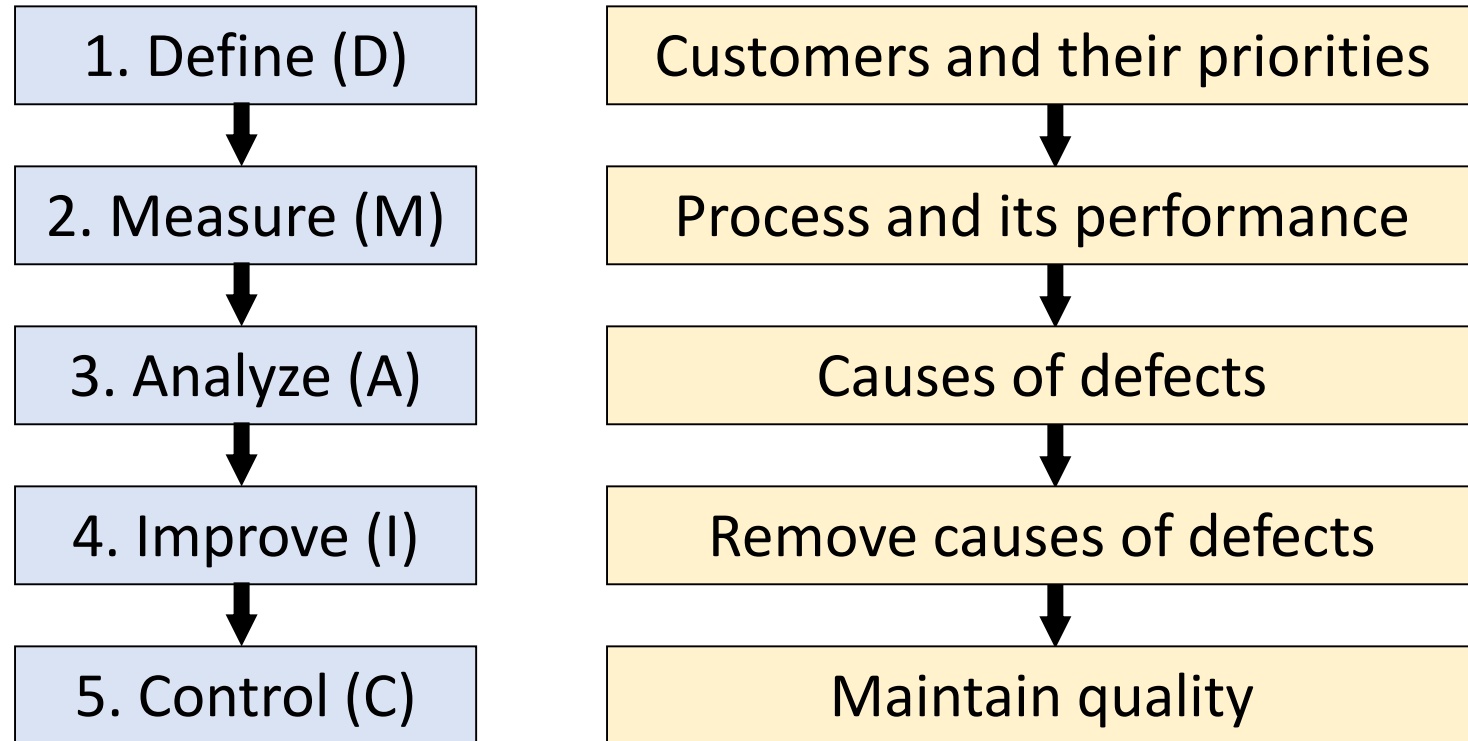 1. Define (D)
Customers and their priorities
2. Measure (M)
Process and its performance
3. Analyze (A)
Causes of defects
4. Improve (I)
Remove causes of defects
5. Control (C)
Maintain quality